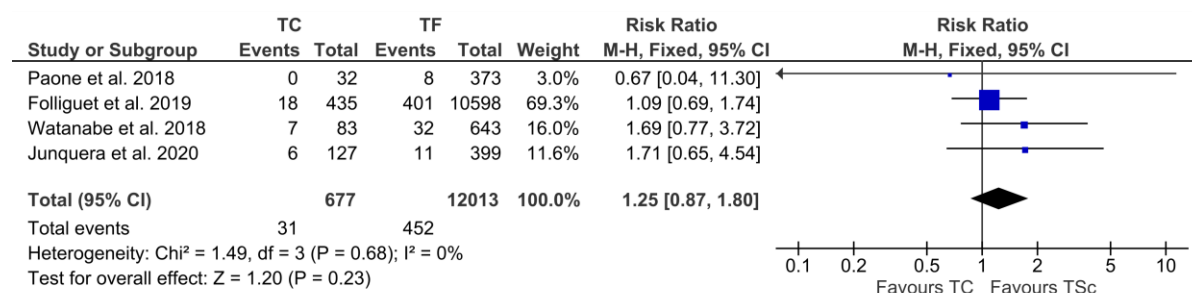 TC TF Risk Ratio Risk Ratio
Study or Subgroup Events Total Events Total Weight M-H, Fixed, 95% CI M-H, Fixed, 95% CI
Paone et al. 2018 0 32 8 373 3.0% 0.67 [0.04, 11.30]
Folliguet et al. 2019 18 435 401 10598 69.3% 1.09 [0.69, 1.74]
Watanabe et al. 2018 7 83 32 643 16.0% 1.69 [0.77, 3.72]
Junquera et al. 2020 6 127 11 399 11.6% 1.71 [0.65, 4.54]
Total (95% CI) 677 12013 100.0% 1.25 [0.87, 1.80]
Total events 31 452
Heterogeneity: Chi² = 1.49, df = 3 (P = 0.68); I² = 0%
Test for overall effect: Z = 1.20 (P = 0.23)
0.1 0.2 0.5 1 2 5 10
Favours TC Favours TSc